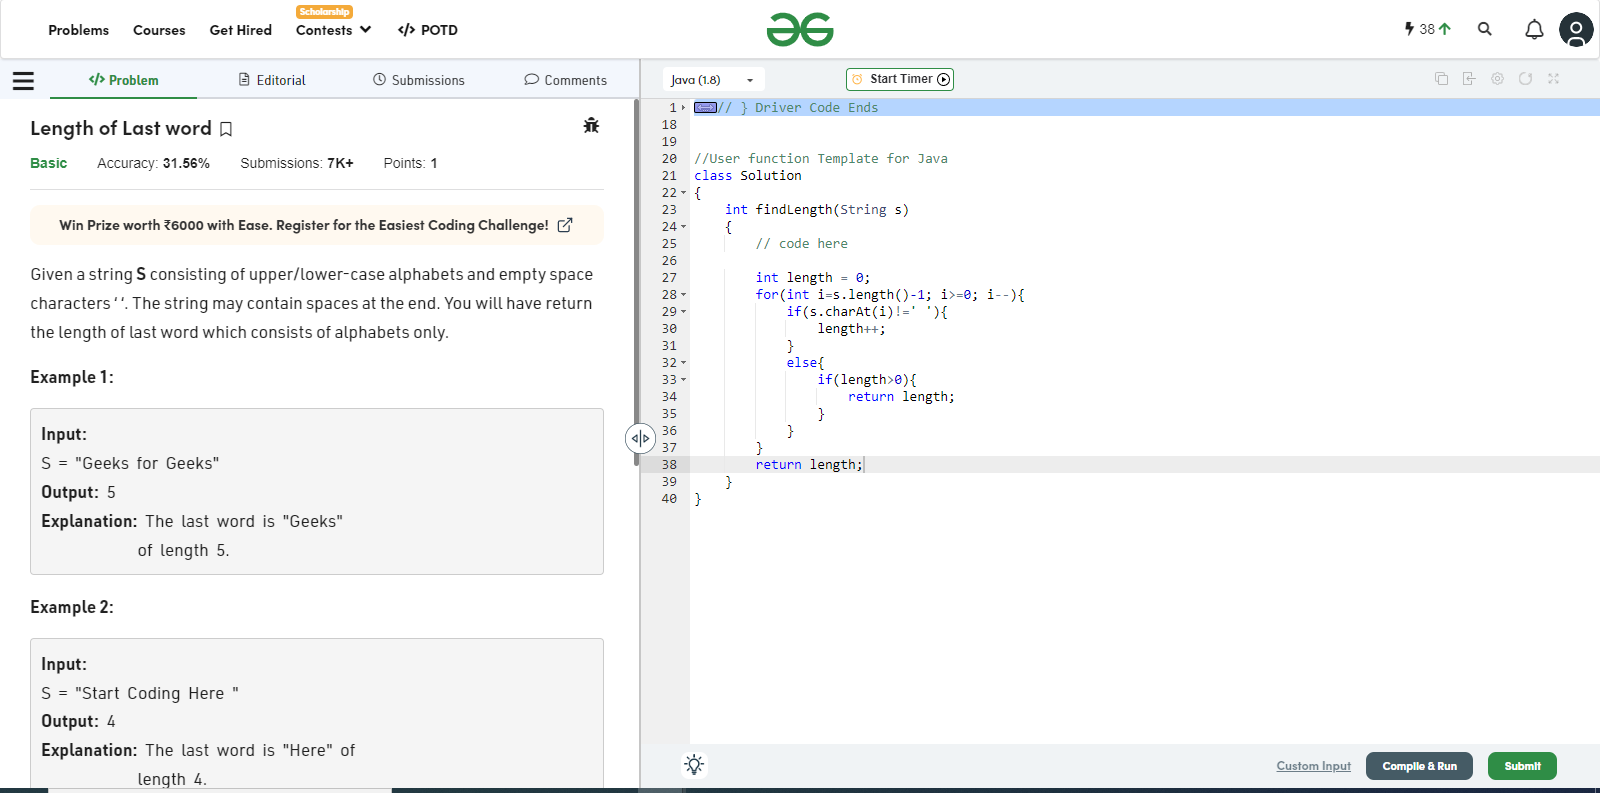 Scholarship
Problems Courses Get Hired Contests </> POTD
38
</> Problem Editorial Submissions Comments
Java (1.8) Start Timer
Length of Last word
Basic Accuracy: 31.56% Submissions: 7K+ Points: 1
Win Prize worth ₹6000 with Ease. Register for the Easiest Coding Challenge!
Given a string S consisting of upper/lower-case alphabets and empty space
characters ' '. The string may contain spaces at the end. You will have return
the length of last word which consists of alphabets only.
Example 1:
Input:
S = "Geeks for Geeks"
Output: 5
Explanation: The last word is "Geeks"
of length 5.
Example 2:
Input:
S = "Start Coding Here "
Output: 4
Explanation: The last word is "Here" of
length 4.
1 // } Driver Code Ends
18
19
20 //User function Template for Java
21 class Solution
22 {
23 int findLength(String s)
24 {
25 // code here
26
27 int length = 0;
28 for(int i=s.length()-1; i>=0; i--){
29 if(s.charAt(i)!=' '){
30 length++;
31 }
32 else{
33 if(length>0){
34 return length;
35 }
36 }
37 }
38 return length;
39 }
40 }
Custom Input Compile & Run Submit